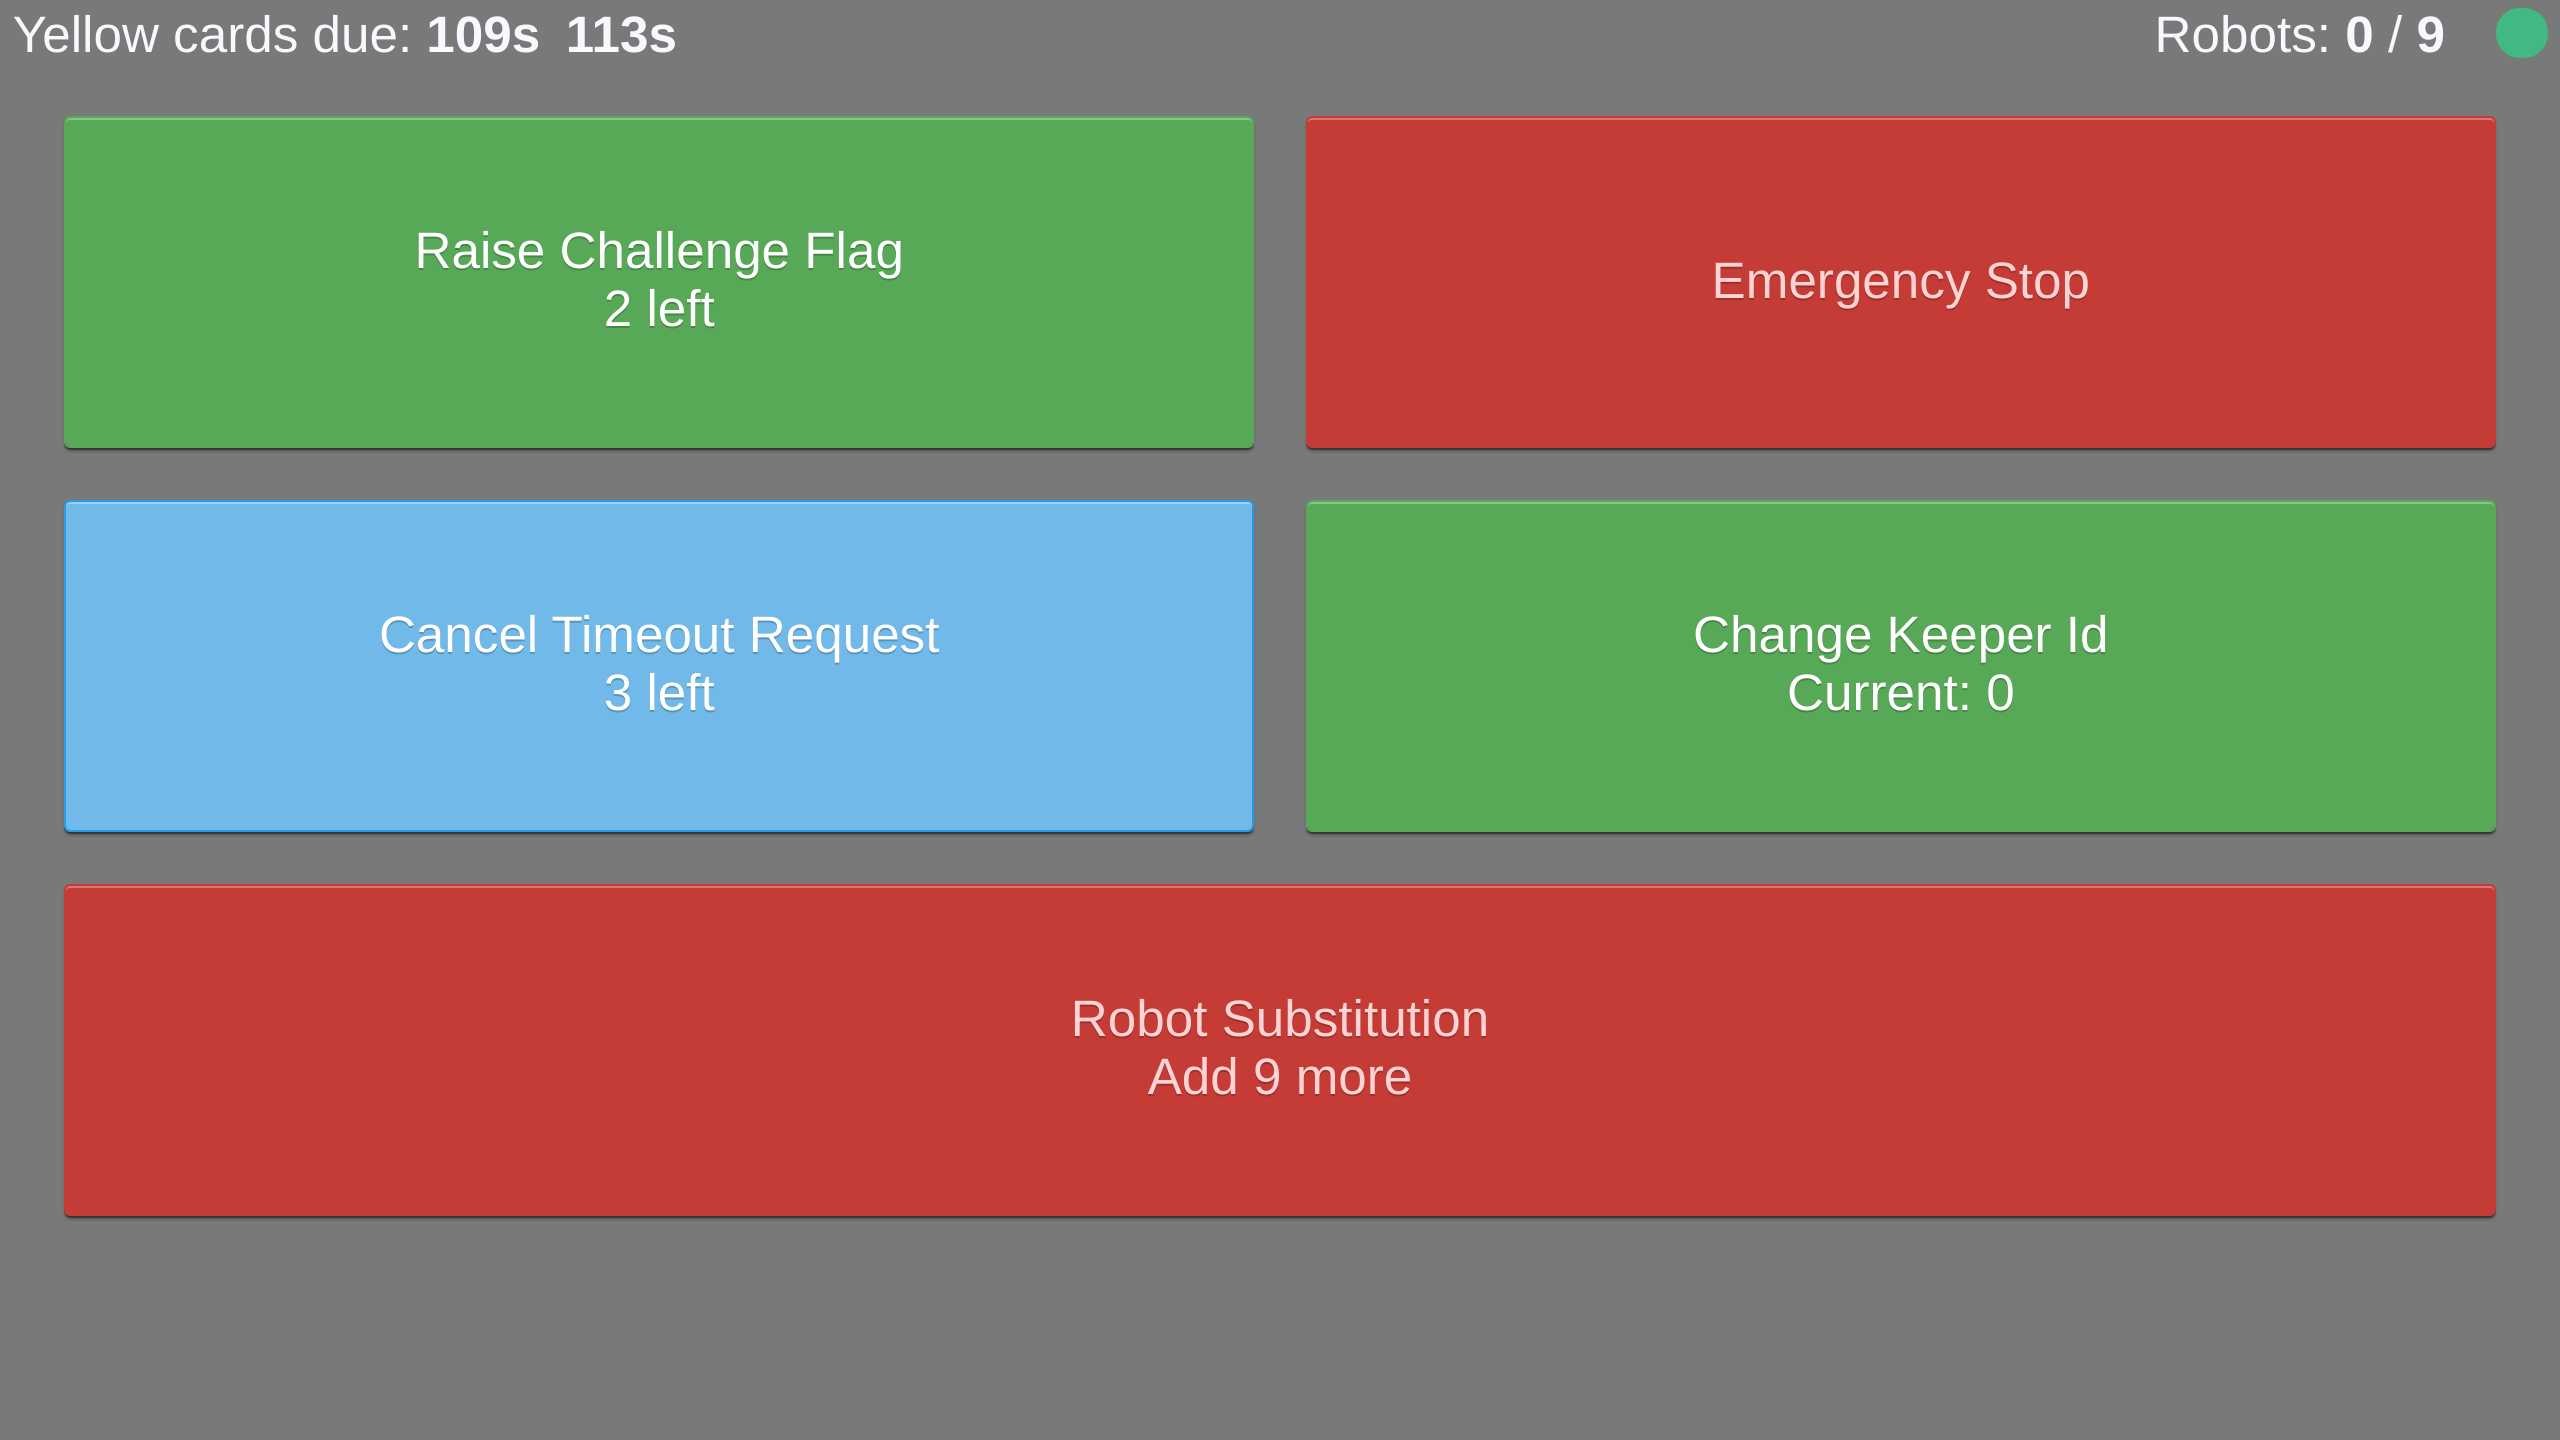 Yellow cards due: 109s 113s
Robots: 0 / 9
Raise Challenge Flag
2 left
Emergency Stop
Cancel Timeout Request
3 left
Change Keeper Id
Current: 0
Robot Substitution
Add 9 more